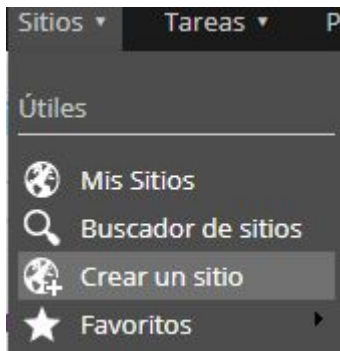 Sitios ▾ Tareas ▾ P
Útiles
Mis Sitios
Buscador de sitios
Crear un sitio
Favoritos